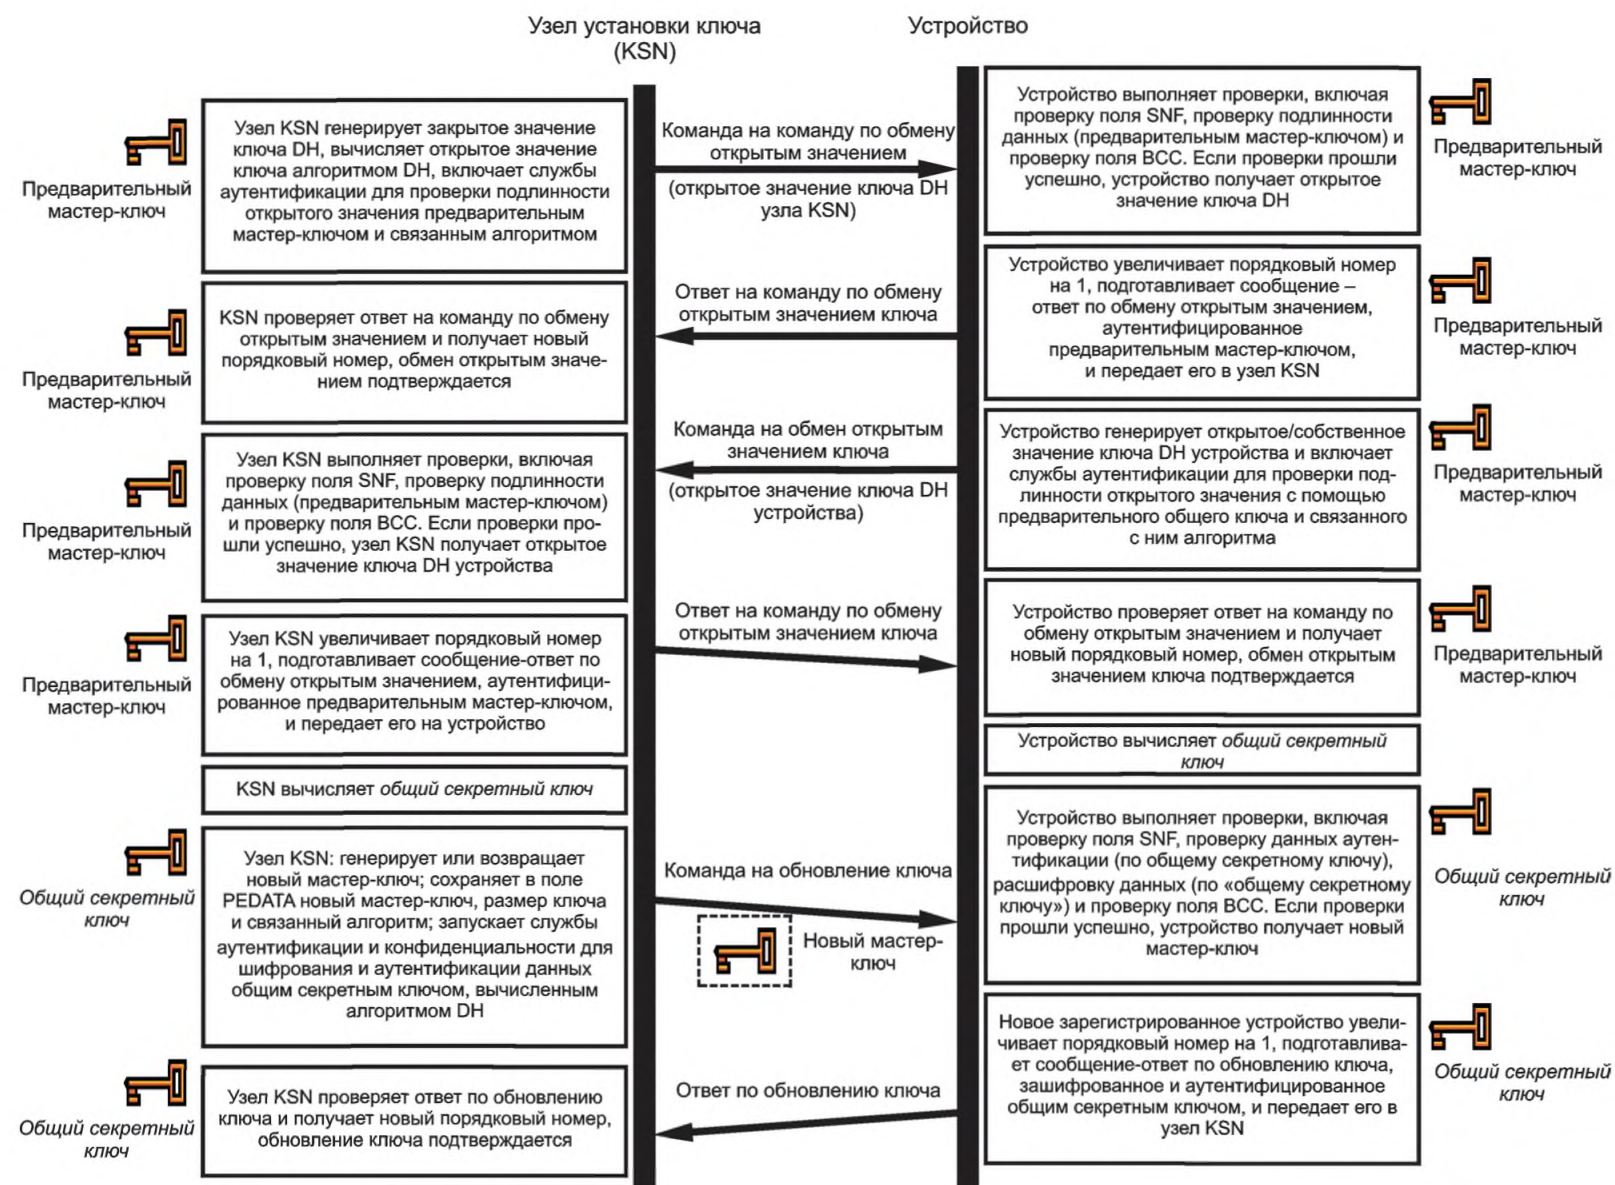 Узел установки ключа
(KSN)
Устройство
Предварительный
мастер-ключ
Узел KSN генерирует закрытое значение
ключа DH, вычисляет открытое значение
ключа алгоритмом DH, включает службы
аутентификации для проверки подлинности
открытого значения предварительным
мастер-ключом и связанным алгоритмом
Команда на команду по обмену
открытым значением
(открытое значение ключа DH
узла KSN)
Устройство выполняет проверки, включая
проверку поля SNF, проверку подлинности
данных (предварительным мастер-ключом) и
проверку поля BCC. Если проверки прошли
успешно, устройство получает открытое
значение ключа DH
Предварительный
мастер-ключ
Предварительный
мастер-ключ
KSN проверяет ответ на команду по обмену
открытым значением и получает новый
порядковый номер, обмен открытым значе-
нием подтверждается
Ответ на команду по обмену
открытым значением ключа
Устройство увеличивает порядковый номер
на 1, подготавливает сообщение –
ответ по обмену открытым значением,
аутентифицированное
предварительным мастер-ключом,
и передает его в узел KSN
Предварительный
мастер-ключ
Предварительный
мастер-ключ
Узел KSN выполняет проверки, включая
проверку поля SNF, проверку подлинности
данных (предварительным мастер-ключом)
и проверку поля BCC. Если проверки про-
шли успешно, узел KSN получает открытое
значение ключа DH устройства
Команда на обмен открытым
значением ключа
(открытое значение ключа DH
устройства)
Устройство генерирует открытое/собственное
значение ключа DH устройства и включает
службы аутентификации для проверки под-
линности открытого значения с помощью
предварительного общего ключа и связанного
с ним алгоритма
Предварительный
мастер-ключ
Предварительный
мастер-ключ
Узел KSN увеличивает порядковый номер
на 1, подготавливает сообщение-ответ по
обмену открытым значением, аутентифици-
рованное предварительным мастер-ключом,
и передает его на устройство
Ответ на команду по обмену
открытым значением ключа
Устройство проверяет ответ на команду по
обмену открытым значением и получает
новый порядковый номер, обмен открытым
значением ключа подтверждается
Предварительный
мастер-ключ
KSN вычисляет общий секретный ключ
Устройство вычисляет общий секретный
ключ
Общий секретный
ключ
Узел KSN: генерирует или возвращает
новый мастер-ключ; сохраняет в поле
PEDATA новый мастер-ключ, размер ключа
и связанный алгоритм; запускает службы
аутентификации и конфиденциальности для
шифрования и аутентификации данных
общим секретным ключом, вычисленным
алгоритмом DH
Команда на обновление ключа
Новый мастер-
ключ
Устройство выполняет проверки, включая
проверку поля SNF, проверку данных аутен-
тификации (по общему секретному ключу),
расшифровку данных (по «общему секретному
ключу») и проверку поля BCC. Если проверки
прошли успешно, устройство получает новый
мастер-ключ
Общий секретный
ключ
Общий секретный
ключ
Узел KSN проверяет ответ по обновлению
ключа и получает новый порядковый номер,
обновление ключа подтверждается
Ответ по обновлению ключа
Новое зарегистрированное устройство увели-
чивает порядковый номер на 1, подготавлива-
ет сообщение-ответ по обновлению ключа,
зашифрованное и аутентифицированное
общим секретным ключом, и передает его в
узел KSN
Общий секретный
ключ